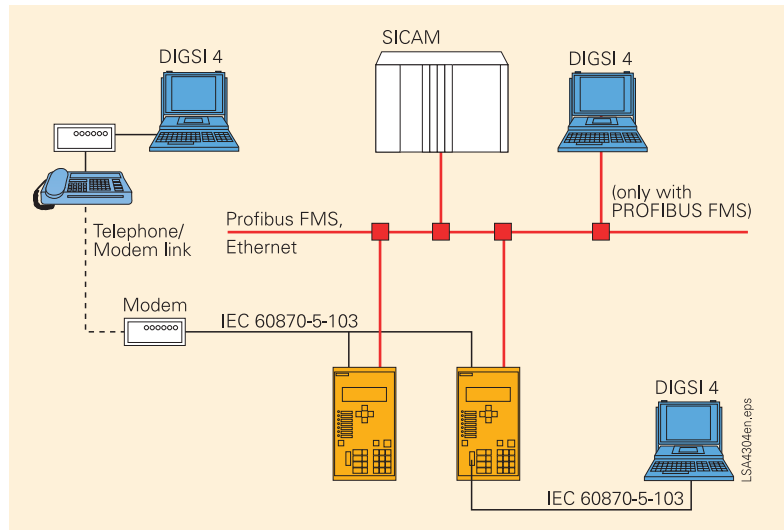 SICAM
DIGSI 4
DIGSI 4
(only with
PROFIBUS FMS)
Profibus FMS,
Ethernet
Telephone/
Modem link
Modem
IEC 60870-5-103
DIGSI 4
LSA4304en.eps
IEC 60870-5-103